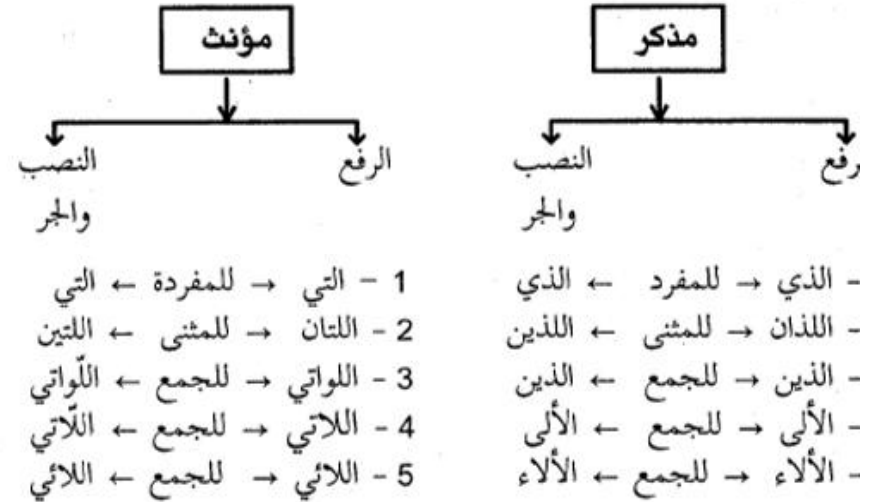 مذكر
رفع النصب
والجر
- الذي → للمفرد ← الذي
- اللذان → للمثنى ← اللذين
- الذين → للجمع ← الذين
- الألى → للجمع ← الألى
- الألاء → للجمع ← الألاء
مؤنث
الرفع النصب
والجر
1 - التي → للمفردة ← التي
2 - اللتان → للمثنى ← اللتين
3 - اللواتي → للجمع ← اللّواتي
4 - اللاتي → للجمع ← اللّاتي
5 - اللائي → للجمع ← اللائي